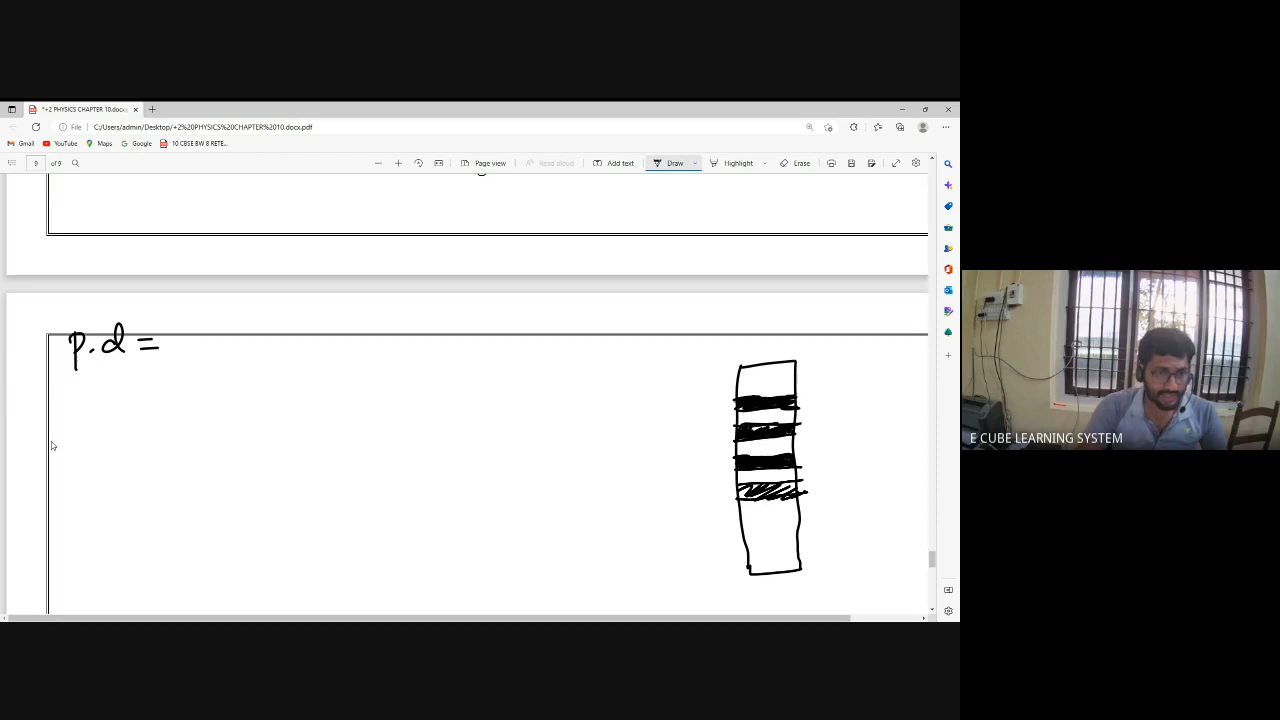 *+2 PHYSICS CHAPTER 10.docx.p
File C:/Users/admin/Desktop/+2%20PHYSICS%20CHAPTER%2010.docx.pdf
Gmail YouTube Maps Google 10 CBSE BW 8 RETE...
9 of 9 Page view Read aloud Add text Draw Highlight Erase
p.d =
E CUBE LEARNING SYSTEM